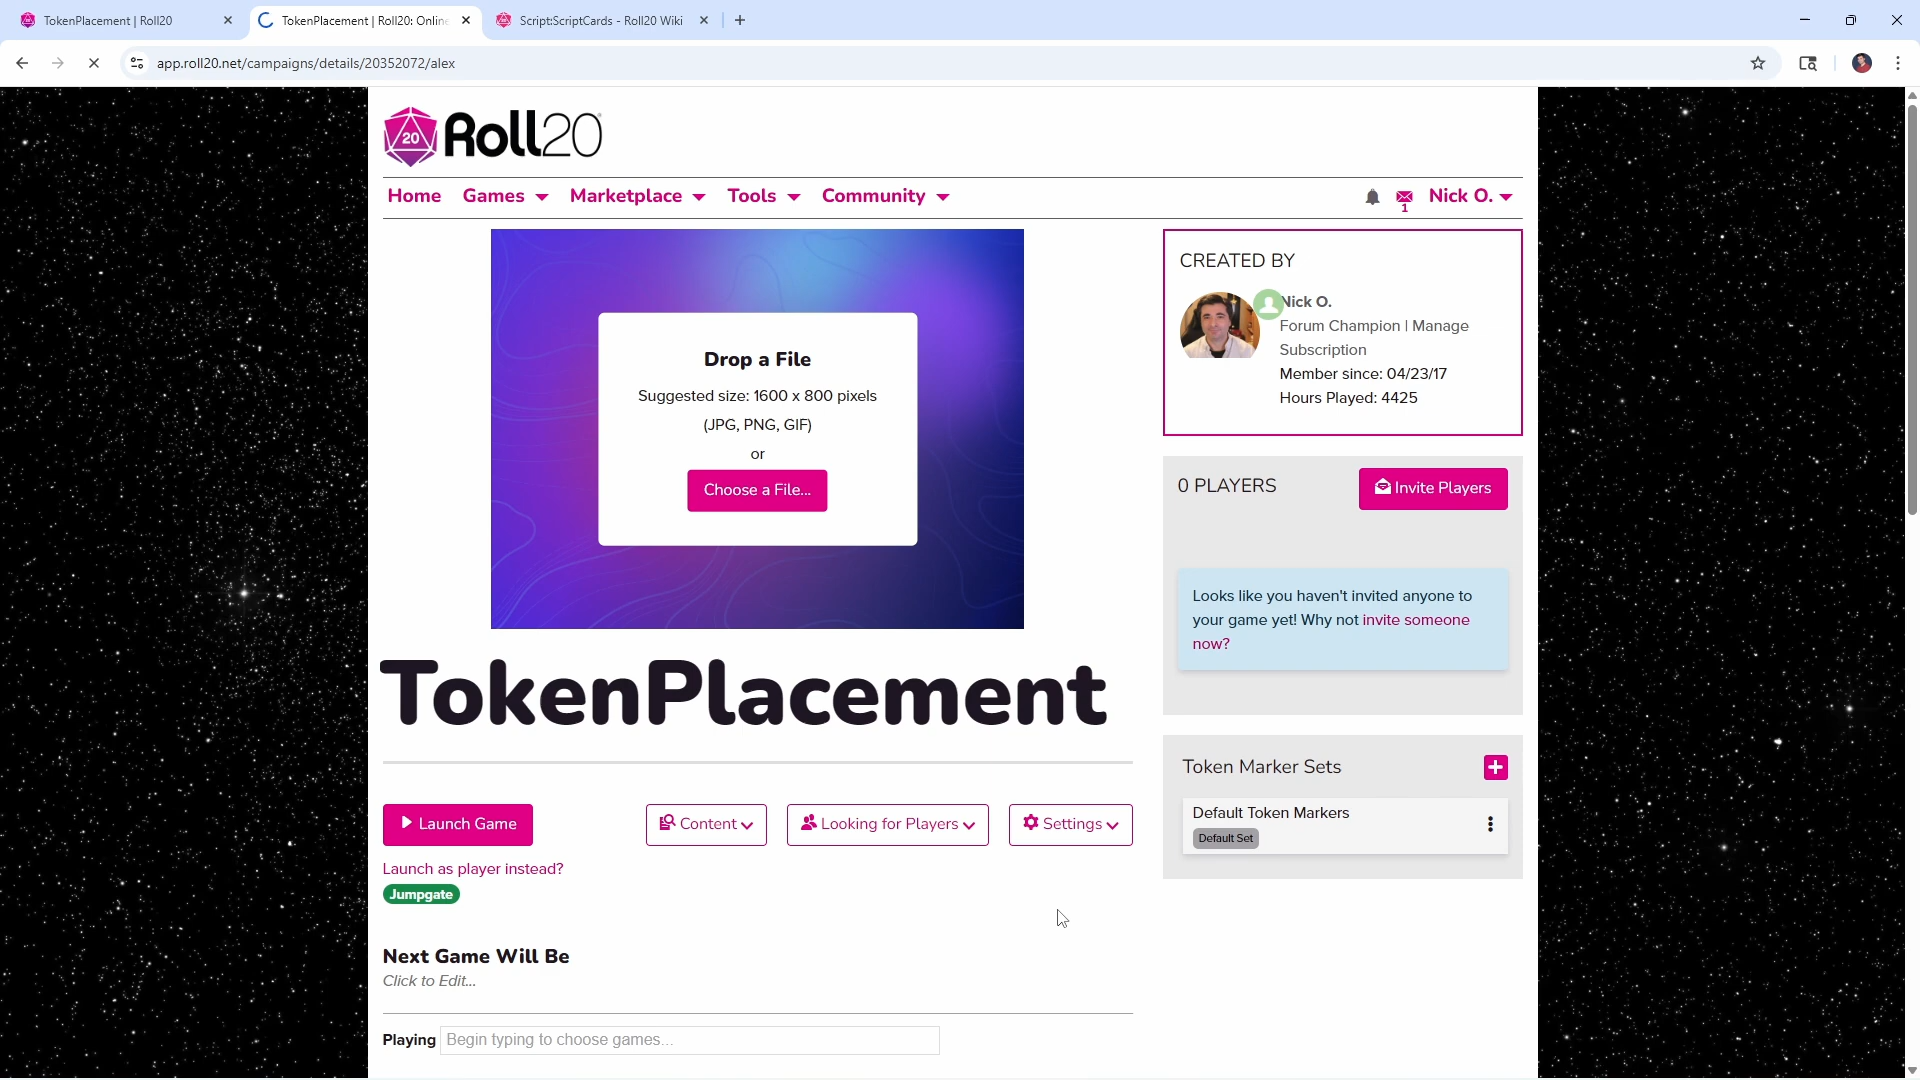 TokenPlacement | Roll20
TokenPlacement | Roll20: Online
Script:ScriptCards - Roll20 Wiki
app.roll20.net/campaigns/details/20352072/alex
20
Roll20
Home Games Marketplace Tools Community
1
Nick O.
Drop a File
Suggested size: 1600 x 800 pixels
(JPG, PNG, GIF)
or
Choose a File...
CREATED BY
Nick O.
Forum Champion | Manage
Subscription
Member since: 04/23/17
Hours Played: 4425
0 PLAYERS
Invite Players
Looks like you haven't invited anyone to
your game yet! Why not invite someone
now?
TokenPlacement
Token Marker Sets
Default Token Markers
Default Set
Launch Game
Content
Looking for Players
Settings
Launch as player instead?
Jumpgate
Next Game Will Be
Click to Edit...
Playing
Begin typing to choose games...